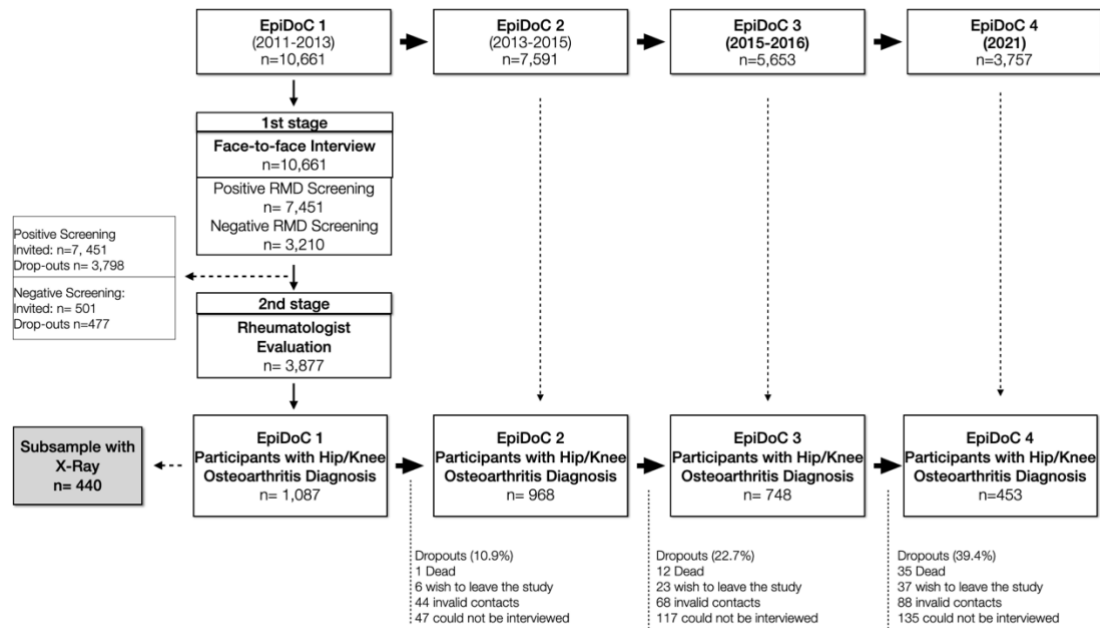 EpiDoC 1
(2011-2013)
n=10,661
EpiDoC 2
(2013-2015)
n=7,591
EpiDoC 3
(2015-2016)
n=5,653
EpiDoC 4
(2021)
n=3,757
1st stage
Face-to-face Interview
n=10,661
Positive RMD Screening
n= 7,451
Negative RMD Screening
n= 3,210
Positive Screening
Invited: n=7, 451
Drop-outs n= 3,798
Negative Screening:
Invited: n= 501
Drop-outs n=477
2nd stage
Rheumatologist
Evaluation
n= 3,877
Subsample with
X-Ray
n= 440
EpiDoC 1
Participants with Hip/Knee
Osteoarthritis Diagnosis
n= 1,087
EpiDoC 2
Participants with Hip/Knee
Osteoarthritis Diagnosis
n= 968
EpiDoC 3
Participants with Hip/Knee
Osteoarthritis Diagnosis
n= 748
EpiDoC 4
Participants with Hip/Knee
Osteoarthritis Diagnosis
n=453
Dropouts (10.9%)
1 Dead
6 wish to leave the study
44 invalid contacts
47 could not be interviewed
Dropouts (22.7%)
12 Dead
23 wish to leave the study
68 invalid contacts
117 could not be interviewed
Dropouts (39.4%)
35 Dead
37 wish to leave the study
88 invalid contacts
135 could not be interviewed